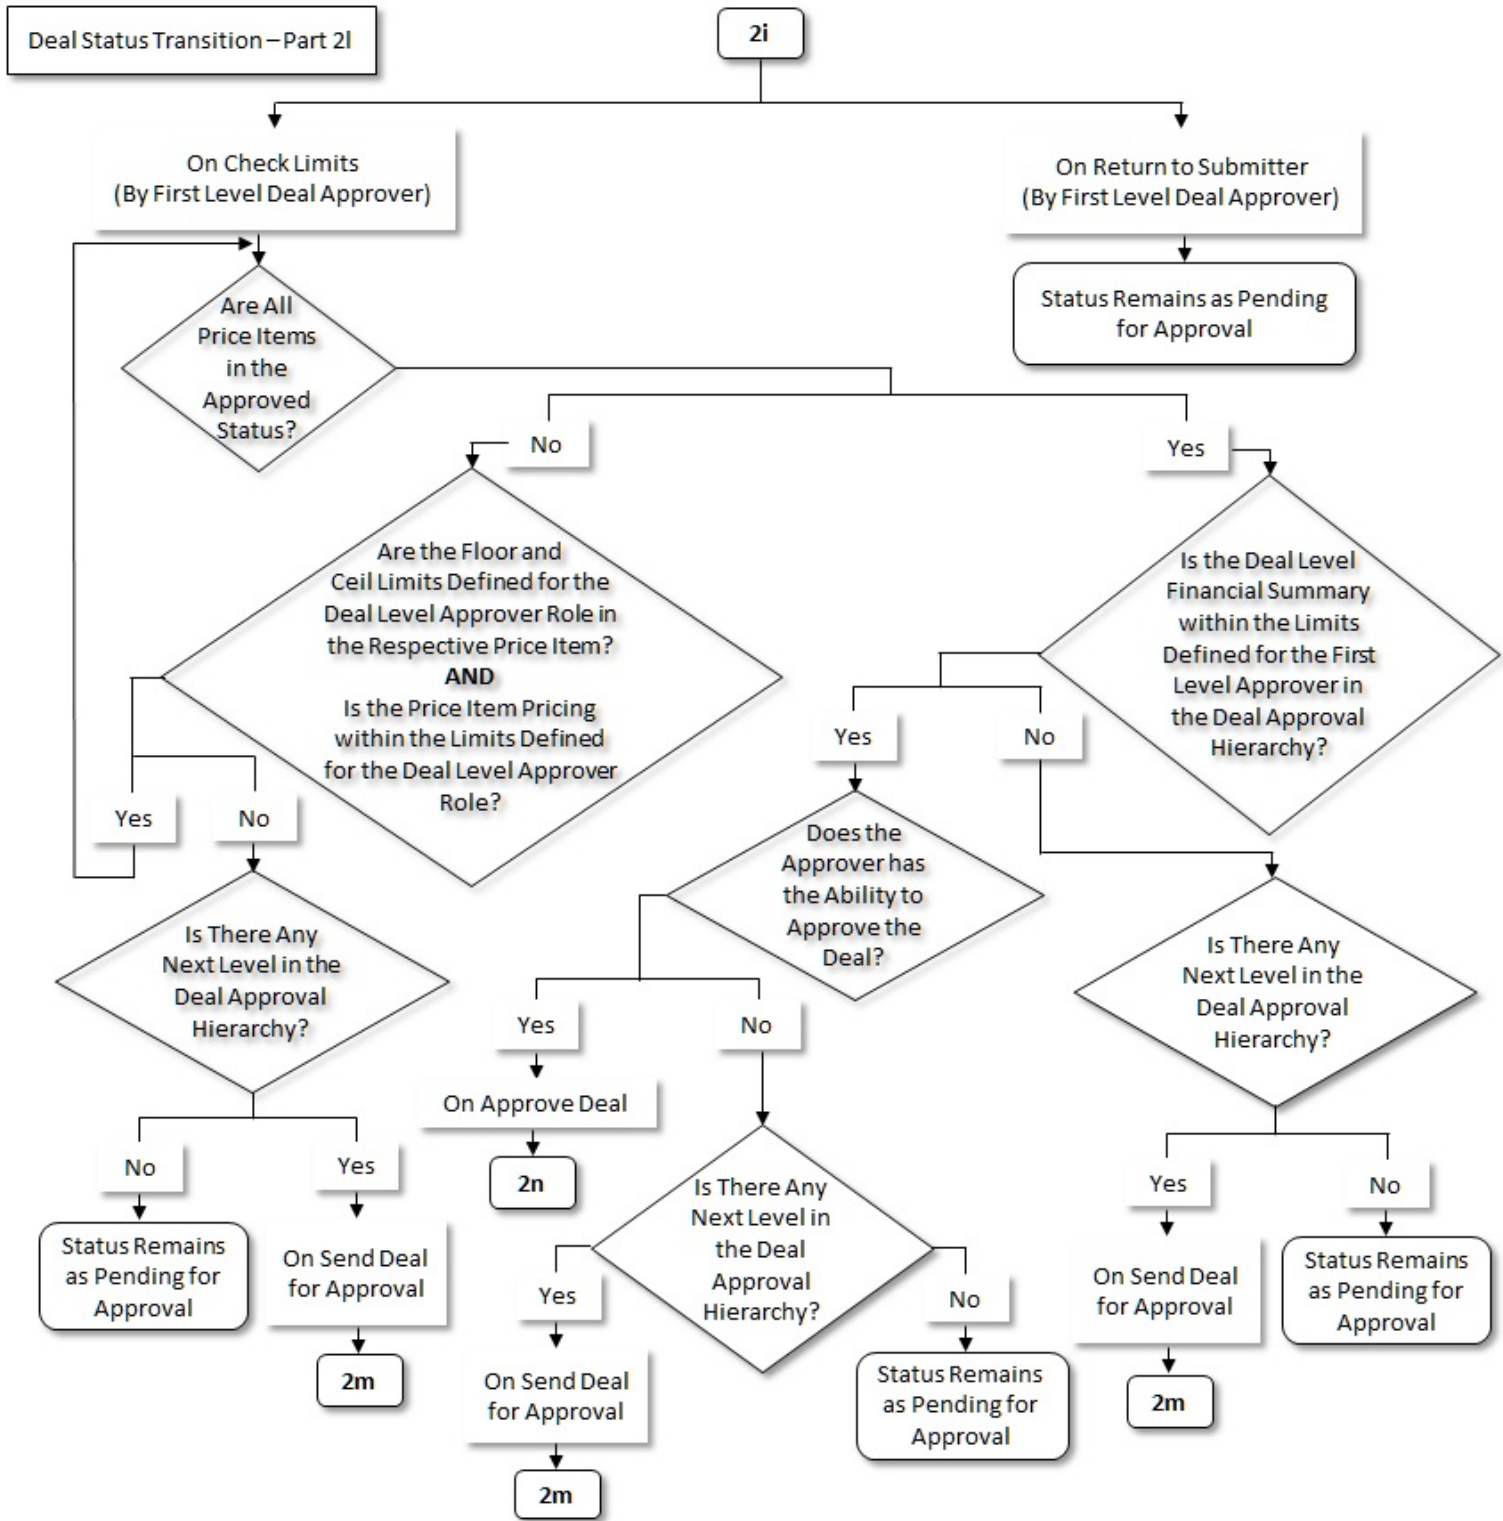 Deal Status Transition – Part 2l
2i
On Check Limits
(By First Level Deal Approver)
On Return to Submitter
(By First Level Deal Approver)
Status Remains as Pending
for Approval
Are All
Price Items
in the
Approved
Status?
No
Yes
Are the Floor and
Ceil Limits Defined for the
Deal Level Approver Role in
the Respective Price Item?
AND
Is the Price Item Pricing
within the Limits Defined
for the Deal Level Approver
Role?
Is the Deal Level
Financial Summary
within the Limits
Defined for the First
Level Approver in
the Deal Approval
Hierarchy?
Yes
No
Yes
No
Does the
Approver has
the Ability to
Approve the
Deal?
Is There Any
Next Level in the
Deal Approval
Hierarchy?
Is There Any
Next Level in the
Deal Approval
Hierarchy?
Yes
No
On Approve Deal
2n
No
Yes
Status Remains
as Pending for
Approval
On Send Deal
for Approval
2m
Is There Any
Next Level in
the Deal
Approval
Hierarchy?
Yes
No
On Send Deal
for Approval
2m
Status Remains
as Pending for
Approval
Yes
No
On Send Deal
for Approval
2m
Status Remains
as Pending for
Approval